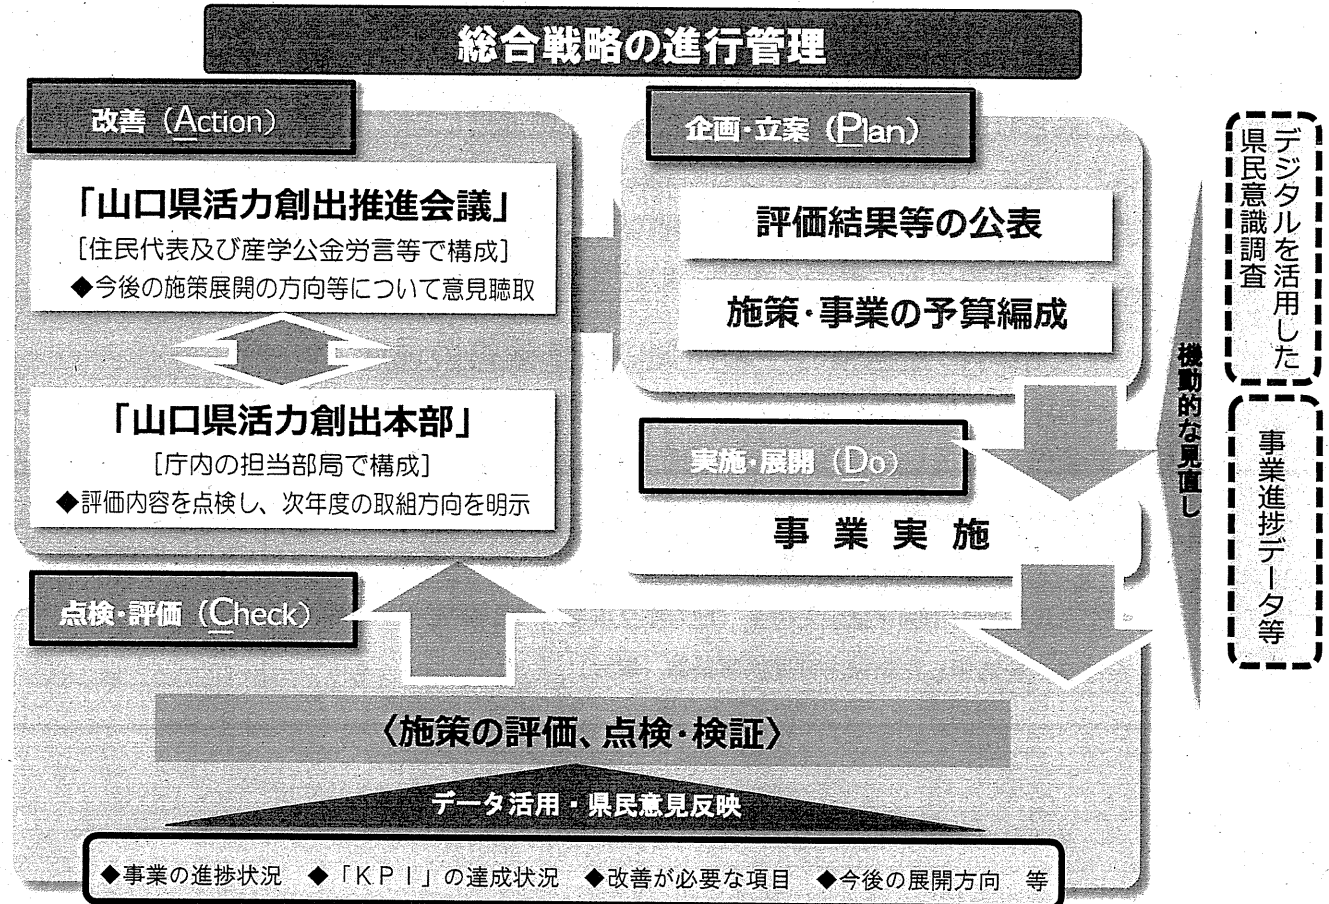 総合戦略の進行管理
改善（Action）
「山口県活力創出推進会議」
［住民代表及び産学公金労言等で構成］
◆今後の施策展開の方向等について意見聴取
「山口県活力創出本部」
［庁内の担当部局で構成］
◆評価内容を点検し、次年度の取組方向を明示
企画・立案（Plan）
評価結果等の公表
施策・事業の予算編成
実施・展開（Do）
事業実施
点検・評価（Check）
〈施策の評価、点検・検証〉
データ活用・県民意見反映
◆事業の進捗状況　◆「ＫＰＩ」の達成状況　◆改善が必要な項目　◆今後の展開方向　等
機動的な見直し
デジタルを活用した
県民意識調査
事業進捗データ等